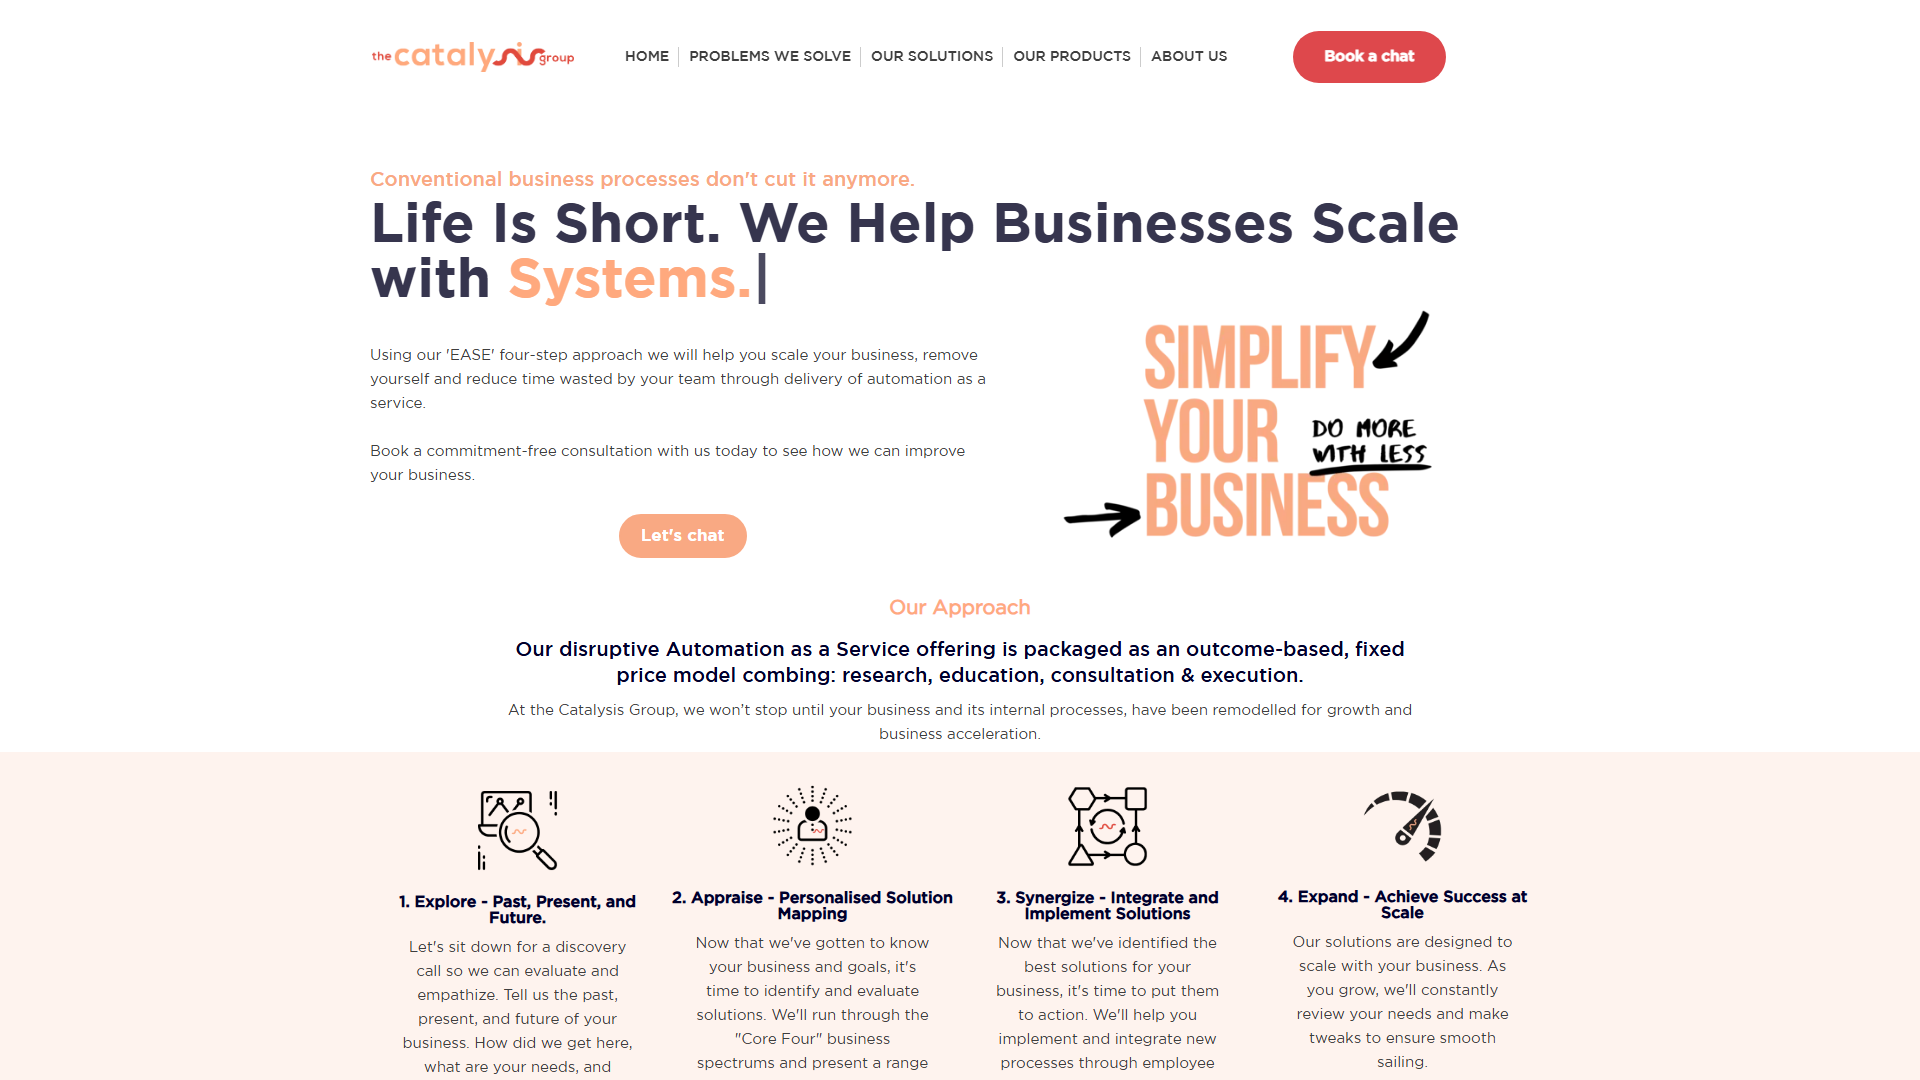 the catalysis group
HOME
PROBLEMS WE SOLVE
OUR SOLUTIONS
OUR PRODUCTS
ABOUT US
Book a chat
Conventional business processes don't cut it anymore.
Life Is Short. We Help Businesses Scale
with Systems.|
Using our 'EASE' four-step approach we will help you scale your business, remove
yourself and reduce time wasted by your team through delivery of automation as a
service.
Book a commitment-free consultation with us today to see how we can improve
your business.
Let's chat
SIMPLIFY
YOUR
BUSINESS
DO MORE
WITH LESS
Our Approach
Our disruptive Automation as a Service offering is packaged as an outcome-based, fixed
price model combing: research, education, consultation & execution.
At the Catalysis Group, we won't stop until your business and its internal processes, have been remodelled for growth and
business acceleration.
1. Explore - Past, Present, and
Future.
Let's sit down for a discovery
call so we can evaluate and
empathize. Tell us the past,
present, and future of your
business. How did we get here,
what are your needs, and
2. Appraise - Personalised Solution
Mapping
Now that we've gotten to know
your business and goals, it's
time to identify and evaluate
solutions. We'll run through the
"Core Four" business
spectrums and present a range
3. Synergize - Integrate and
Implement Solutions
Now that we've identified the
best solutions for your
business, it's time to put them
to action. We'll help you
implement and integrate new
processes through employee
4. Expand - Achieve Success at
Scale
Our solutions are designed to
scale with your business. As
you grow, we'll constantly
review your needs and make
tweaks to ensure smooth
sailing.